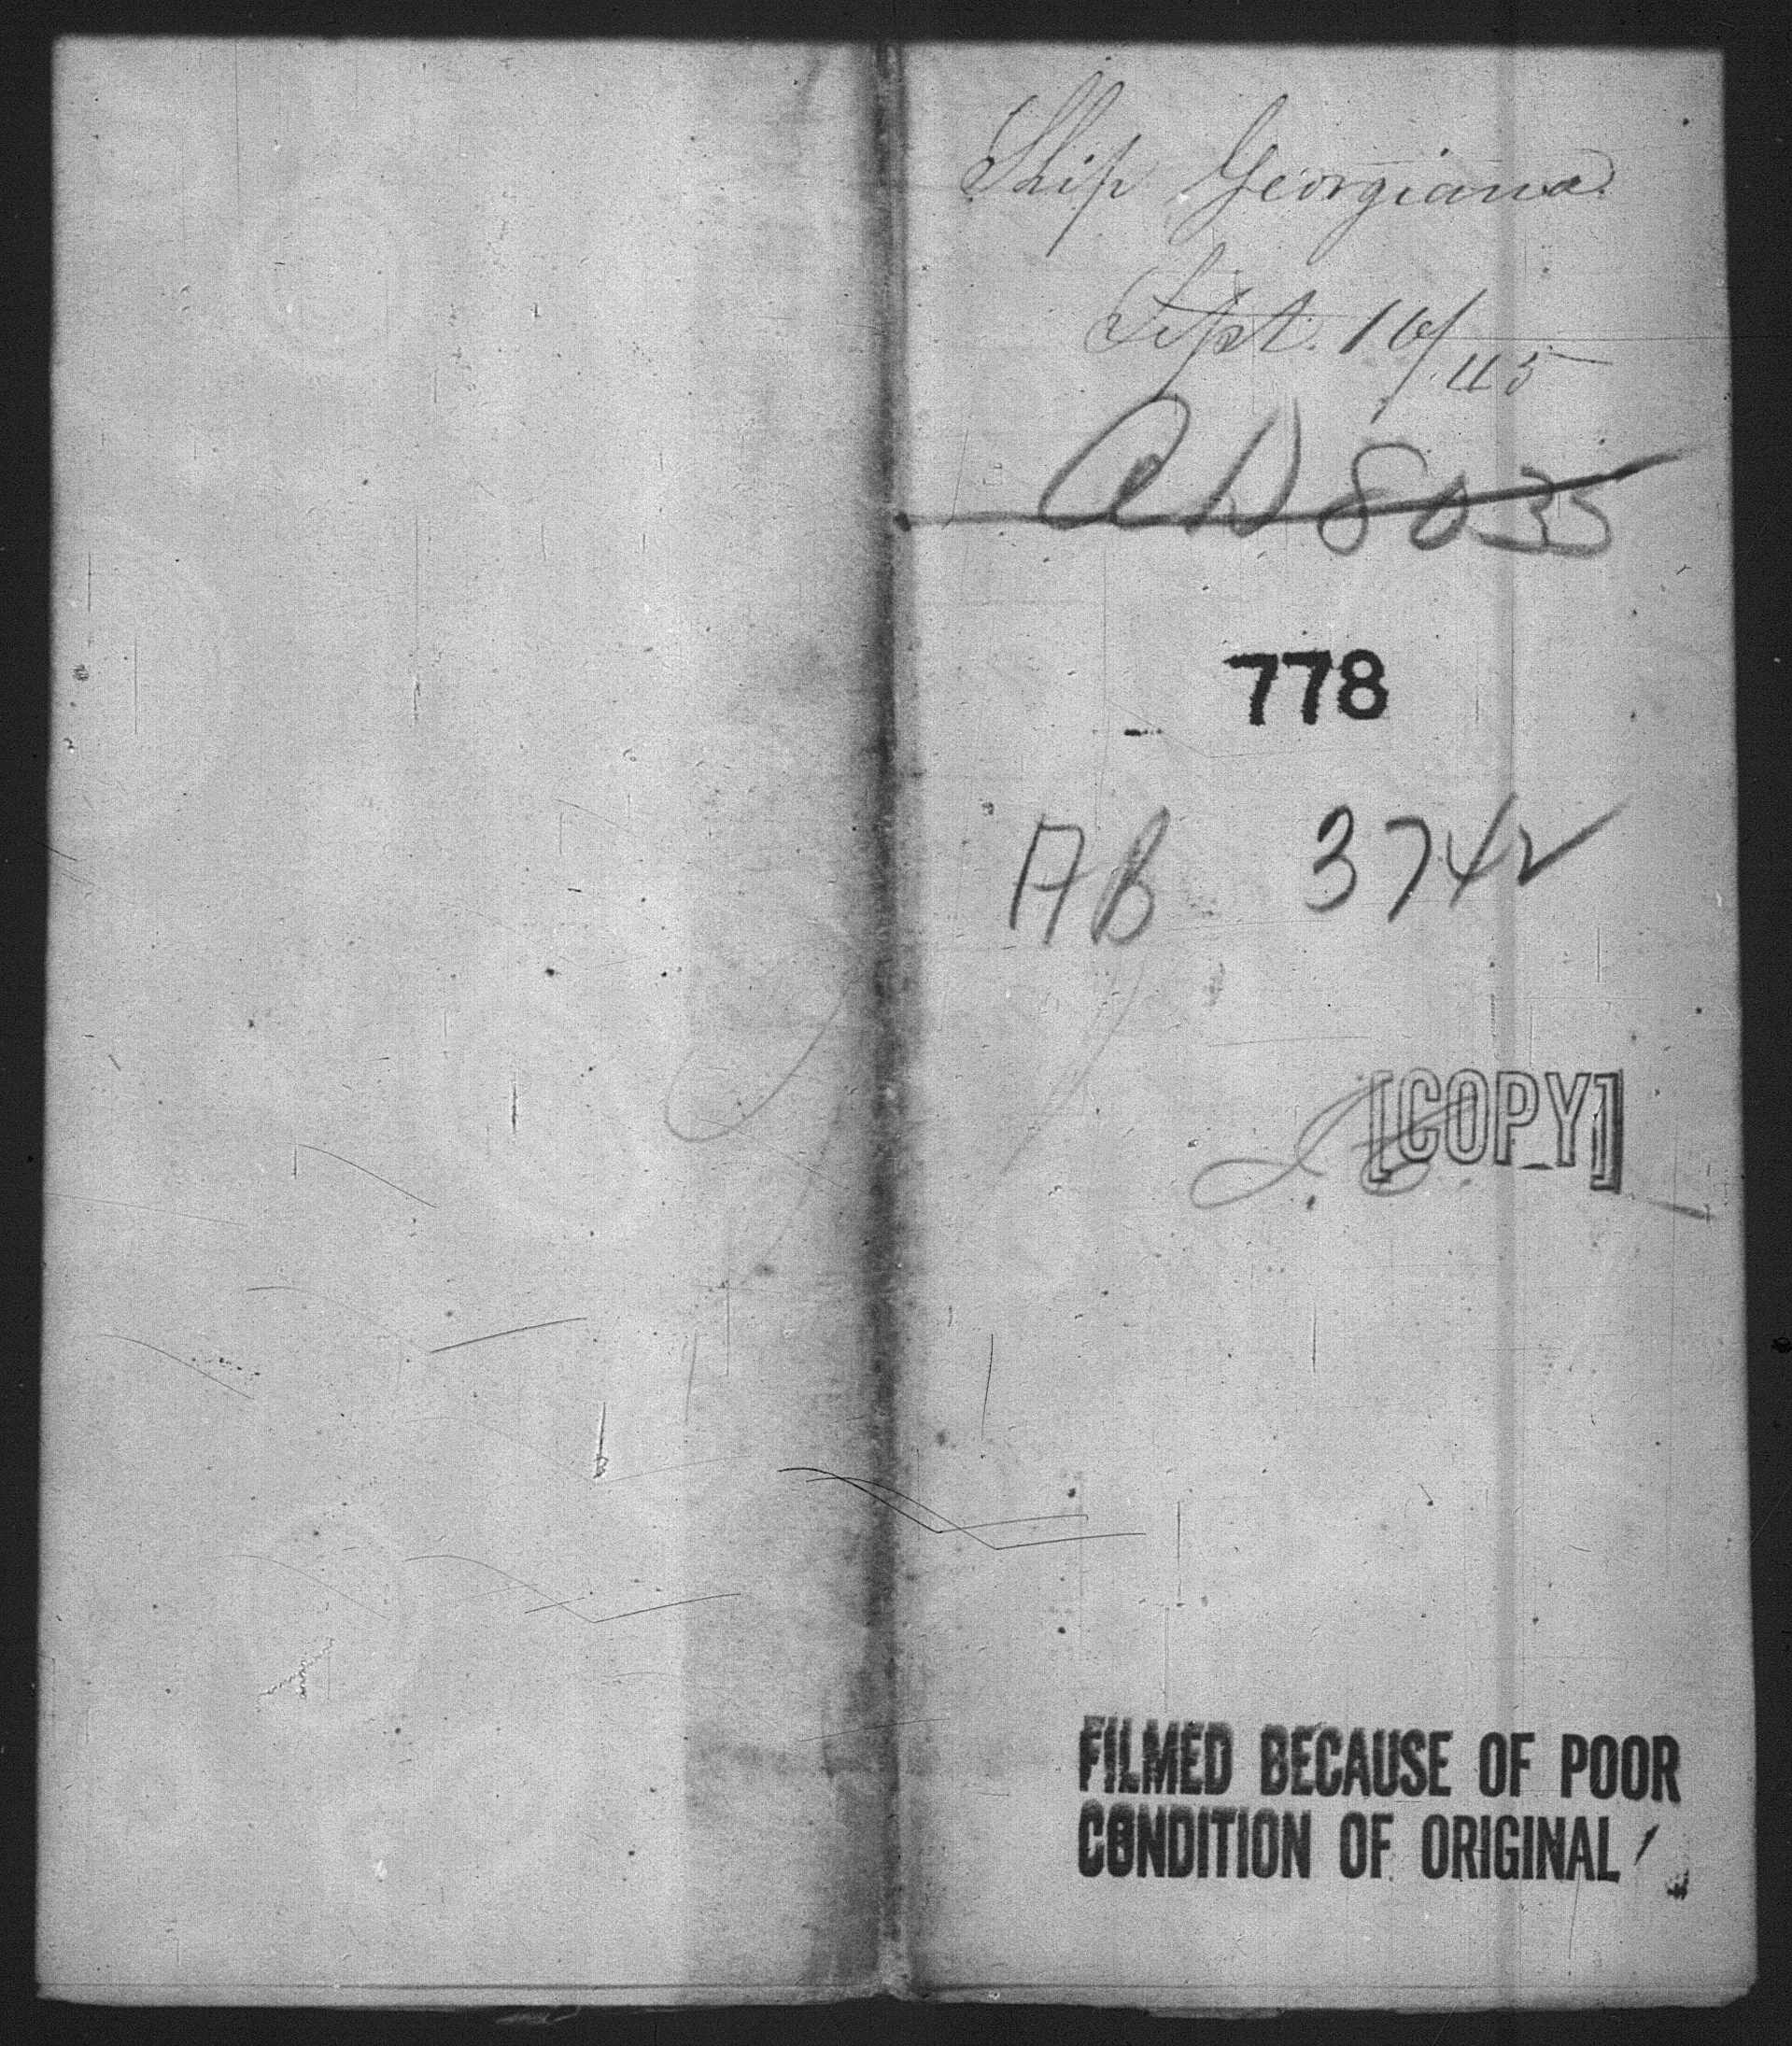 Ship Georgiana
Sept. 16/45
AD 8035
778
AB 3742
[COPY]
FILMED BECAUSE OF POOR
CONDITION OF ORIGINAL